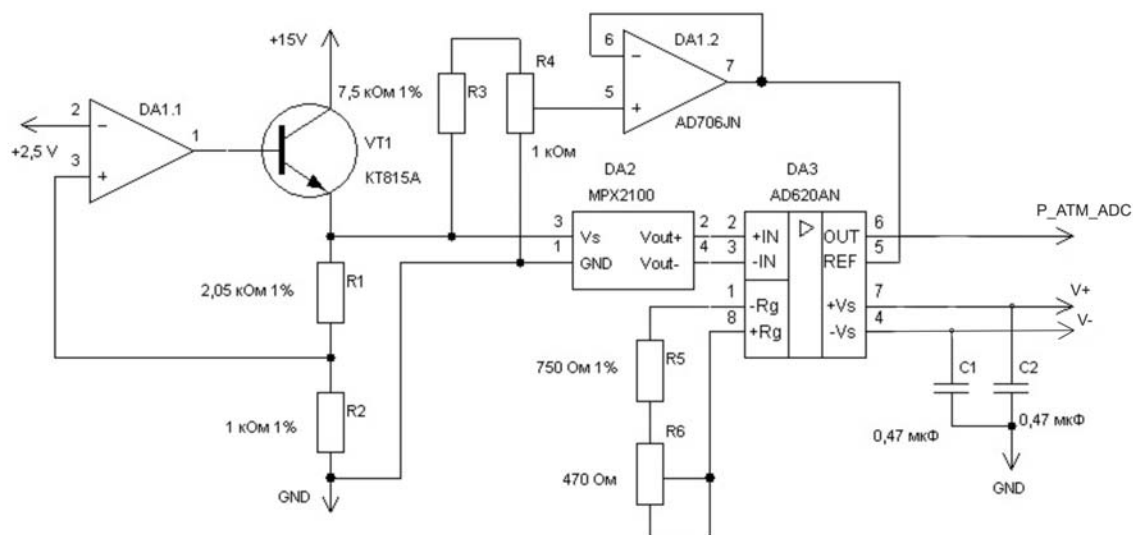 +15V
7,5 кОм 1%
R3
R4
6
DA1.2
7
5
AD706JN
1 кОм
2
DA1.1
+2,5 V
3
1
VT1
КТ815А
DA2
MPX2100
DA3
AD620AN
3
Vs
Vout+
2
2
+IN
OUT
6
P_ATM_ADC
1
GND
Vout-
4
3
-IN
REF
5
1
-Rg
+Vs
7
V+
8
+Rg
-Vs
4
V-
R1
2,05 кОм 1%
R5
750 Ом 1%
C1
C2
R2
1 кОм 1%
R6
470 Ом
0,47 мкФ
0,47 мкФ
GND
GND